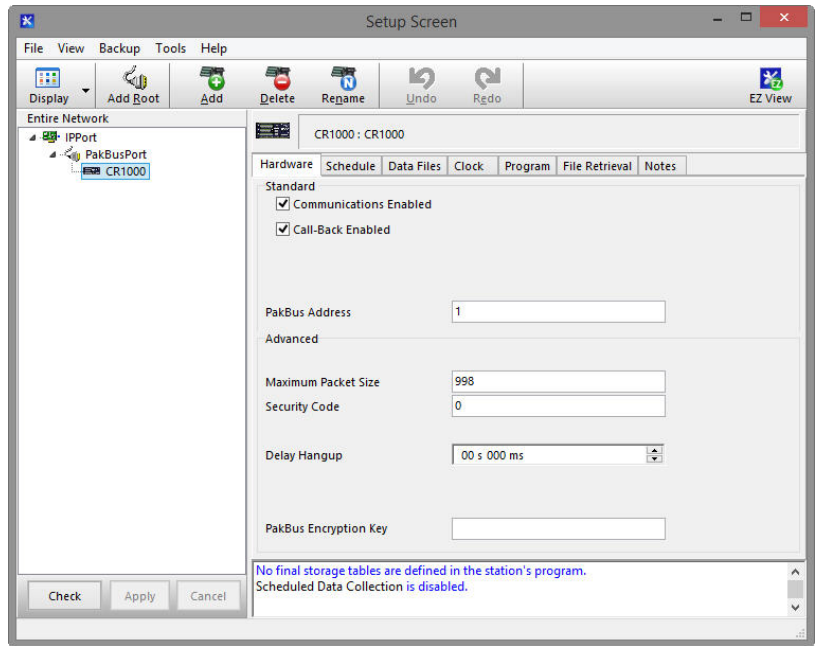 Setup Screen
File View Backup Tools Help
Display Add Root Add Delete Rename Undo Redo EZ View
Entire Network
IPPort
PakBusPort
CR1000
CR1000 : CR1000
Hardware Schedule Data Files Clock Program File Retrieval Notes
Standard
Communications Enabled
Call-Back Enabled
PakBus Address 1
Advanced
Maximum Packet Size 998
Security Code 0
Delay Hangup 00 s 000 ms
PakBus Encryption Key
No final storage tables are defined in the station's program.
Scheduled Data Collection is disabled.
Check Apply Cancel